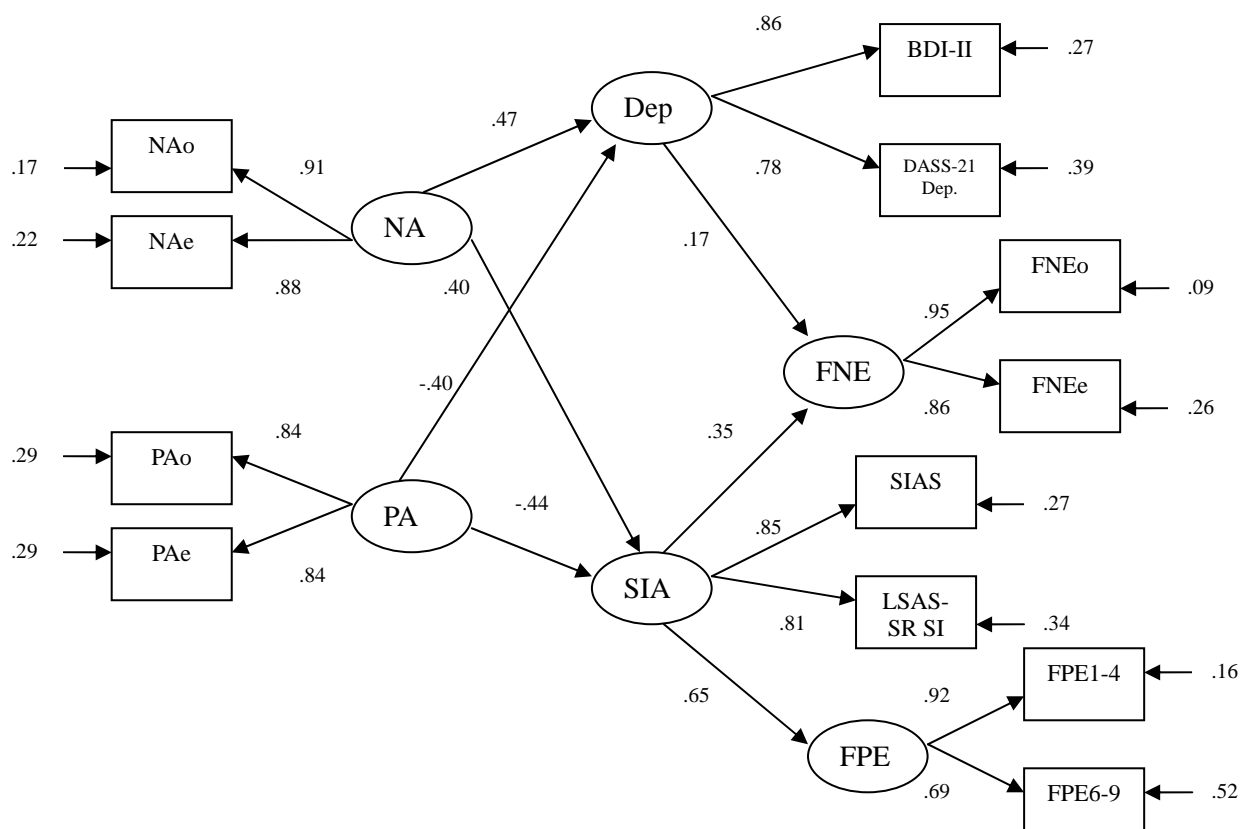 .86
BDI-II
.27
Dep
.47
NAo
.17
.91
DASS-21
Dep.
.39
.78
NA
NAe
.22
.17
.88
.40
FNEo
.09
.95
FNE
-.40
FNEe
.86
.26
.84
.35
PAo
.29
SIAS
-.44
PA
.85
.27
PAe
.29
.84
SIA
LSAS-
SR SI
.81
.34
FPE1-4
.16
.65
.92
FPE
.69
FPE6-9
.52